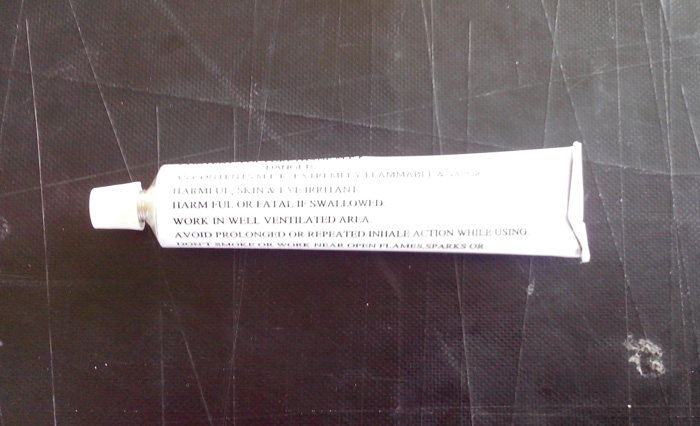 DANGER
EXTREMELY FLAMMABLE &
HARMFUL, SKIN & EYE IRRITANT
HARM FUL OR FATAL IF SWALLOWED
WORK IN WELL VENTILATED AREA.
AVOID PROLONGED OR REPEATED INHALE ACTION WHILE USING.
DON'T SMOKE OR WORK NEAR OPEN FLAMES,SPARKS OR